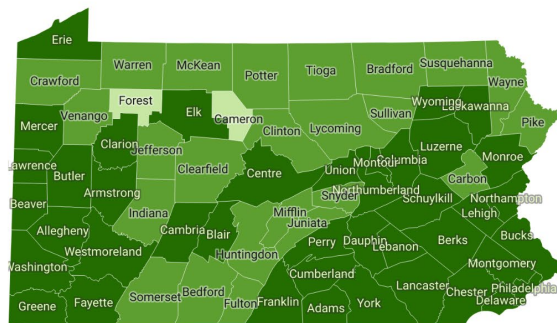 Erie
Warren
McKean
Potter
Tioga
Bradford
Susquehanna
Crawford
Wayne
Forest
Wyoming
Lackawanna
Elk
Cameron
Sullivan
Venango
Mercer
Clinton
Lycoming
Pike
Clarion
Jefferson
Luzerne
Monroe
Lawrence
Butler
Clearfield
Centre
Union
Montour
Columbia
Carbon
Armstrong
Northumberland
Northampton
Beaver
Snyder
Schuylkill
Lehigh
Indiana
Mifflin
Juniata
Allegheny
Cambria
Blair
Perry
Dauphin
Lebanon
Berks
Bucks
Westmoreland
Huntingdon
Washington
Cumberland
Montgomery
Lancaster
Chester
Philadelphia
Delaware
Greene
Fayette
Somerset
Bedford
Fulton
Franklin
Adams
York